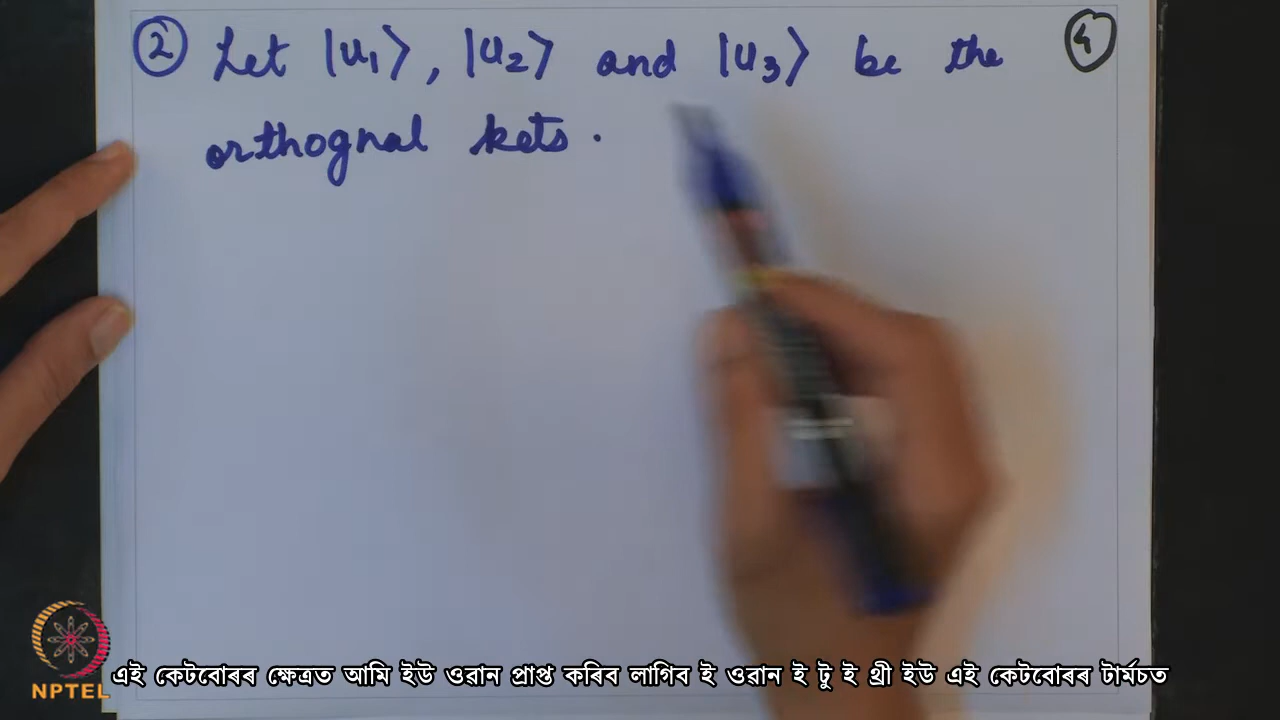 ② Let |u₁⟩, |u₂⟩ and |u₃⟩ be the ④
orthognal kets.
NPTEL
এই কেটবোৰৰ ক্ষেত্ৰত আমি ইউ ওৱান প্ৰাপ্ত কৰিব লাগিব ই ওৱান ই টু ই থ্ৰী ইউ এই কেটবোৰৰ টাৰ্মচত